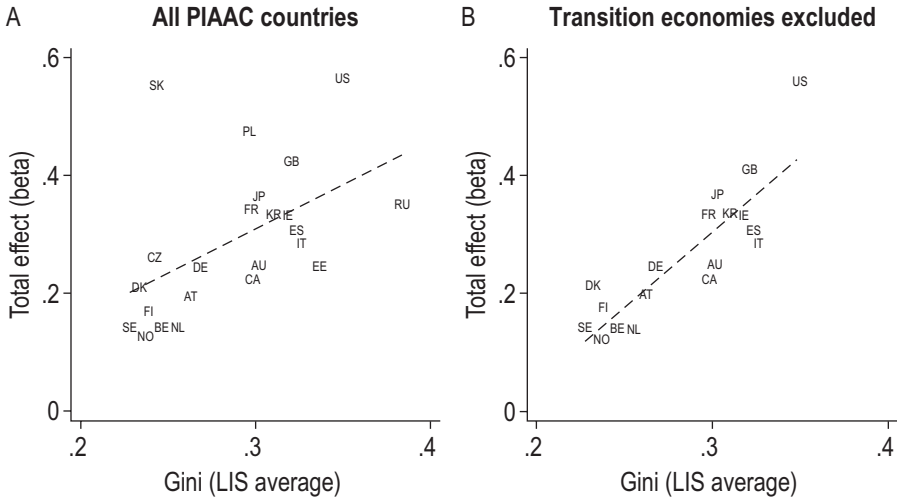 A
All PIAAC countries
Total effect (beta)
.6
.4
.2
0
SK
US
PL
GB
JP
FR
KR
IE
RU
ES
IT
CZ
DE
AU
EE
CA
DK
AT
FI
SE
BE
NL
NO
.2
.3
.4
Gini (LIS average)
B
Transition economies excluded
Total effect (beta)
.6
.4
.2
0
US
GB
JP
FR
KR
IE
ES
IT
DE
AU
CA
DK
AT
FI
SE
BE
NL
NO
.2
.3
.4
Gini (LIS average)